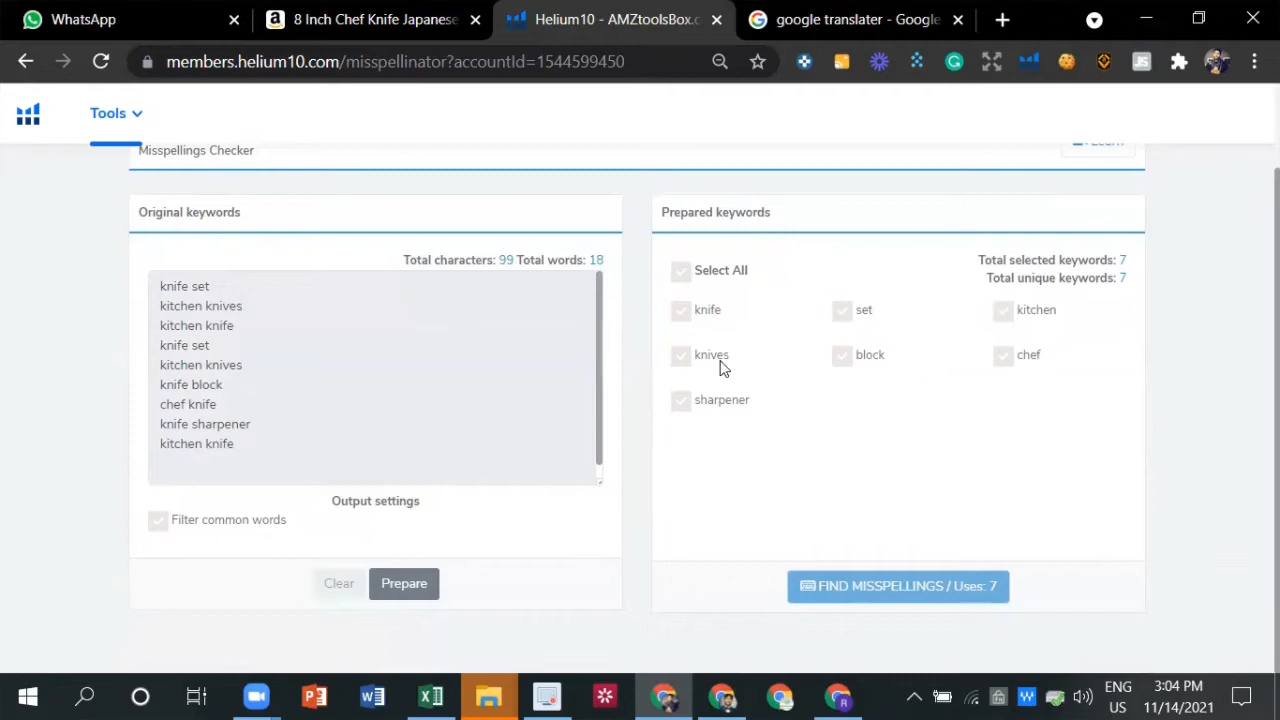 WhatsApp
8 Inch Chef Knife Japanese
Helium10 - AMZtoolsBox.c
google translater - Google
members.helium10.com/misspellinator?accountId=1544599450
Tools
Misspellings Checker
Learn
Original keywords
Total characters: 99 Total words: 18
knife set
kitchen knives
kitchen knife
knife set
kitchen knives
knife block
chef knife
knife sharpener
kitchen knife
Output settings
Filter common words
Clear
Prepare
Prepared keywords
Select All
Total selected keywords: 7
Total unique keywords: 7
knife
set
kitchen
knives
block
chef
sharpener
FIND MISSPELLINGS / Uses: 7
ENG
US
3:04 PM
11/14/2021